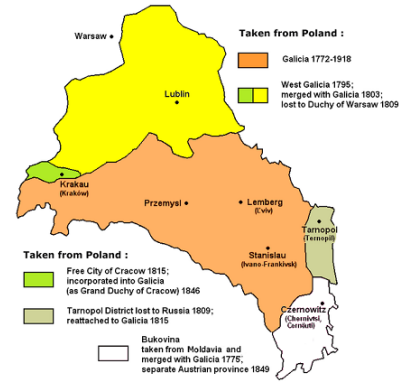 Taken from Poland :
Warsaw
Galicia 1772-1918
West Galicia 1795;
merged with Galicia 1803;
lost to Duchy of Warsaw 1809
Lublin
Krakau
(Kraków)
Przemysl
Lemberg
(L'viv)
Tarnopol
(Ternopil)
Stanislau
(Ivano-Frankivsk)
Taken from Poland :
Free City of Cracow 1815;
incorporated into Galicia
(as Grand Duchy of Cracow) 1846
Czernowitz
(Chernivtsi,
Cernăuti)
Tarnopol District lost to Russia 1809;
reattached to Galicia 1815
Bukovina
taken from Moldavia and
merged with Galicia 1775,
separate Austrian province 1849